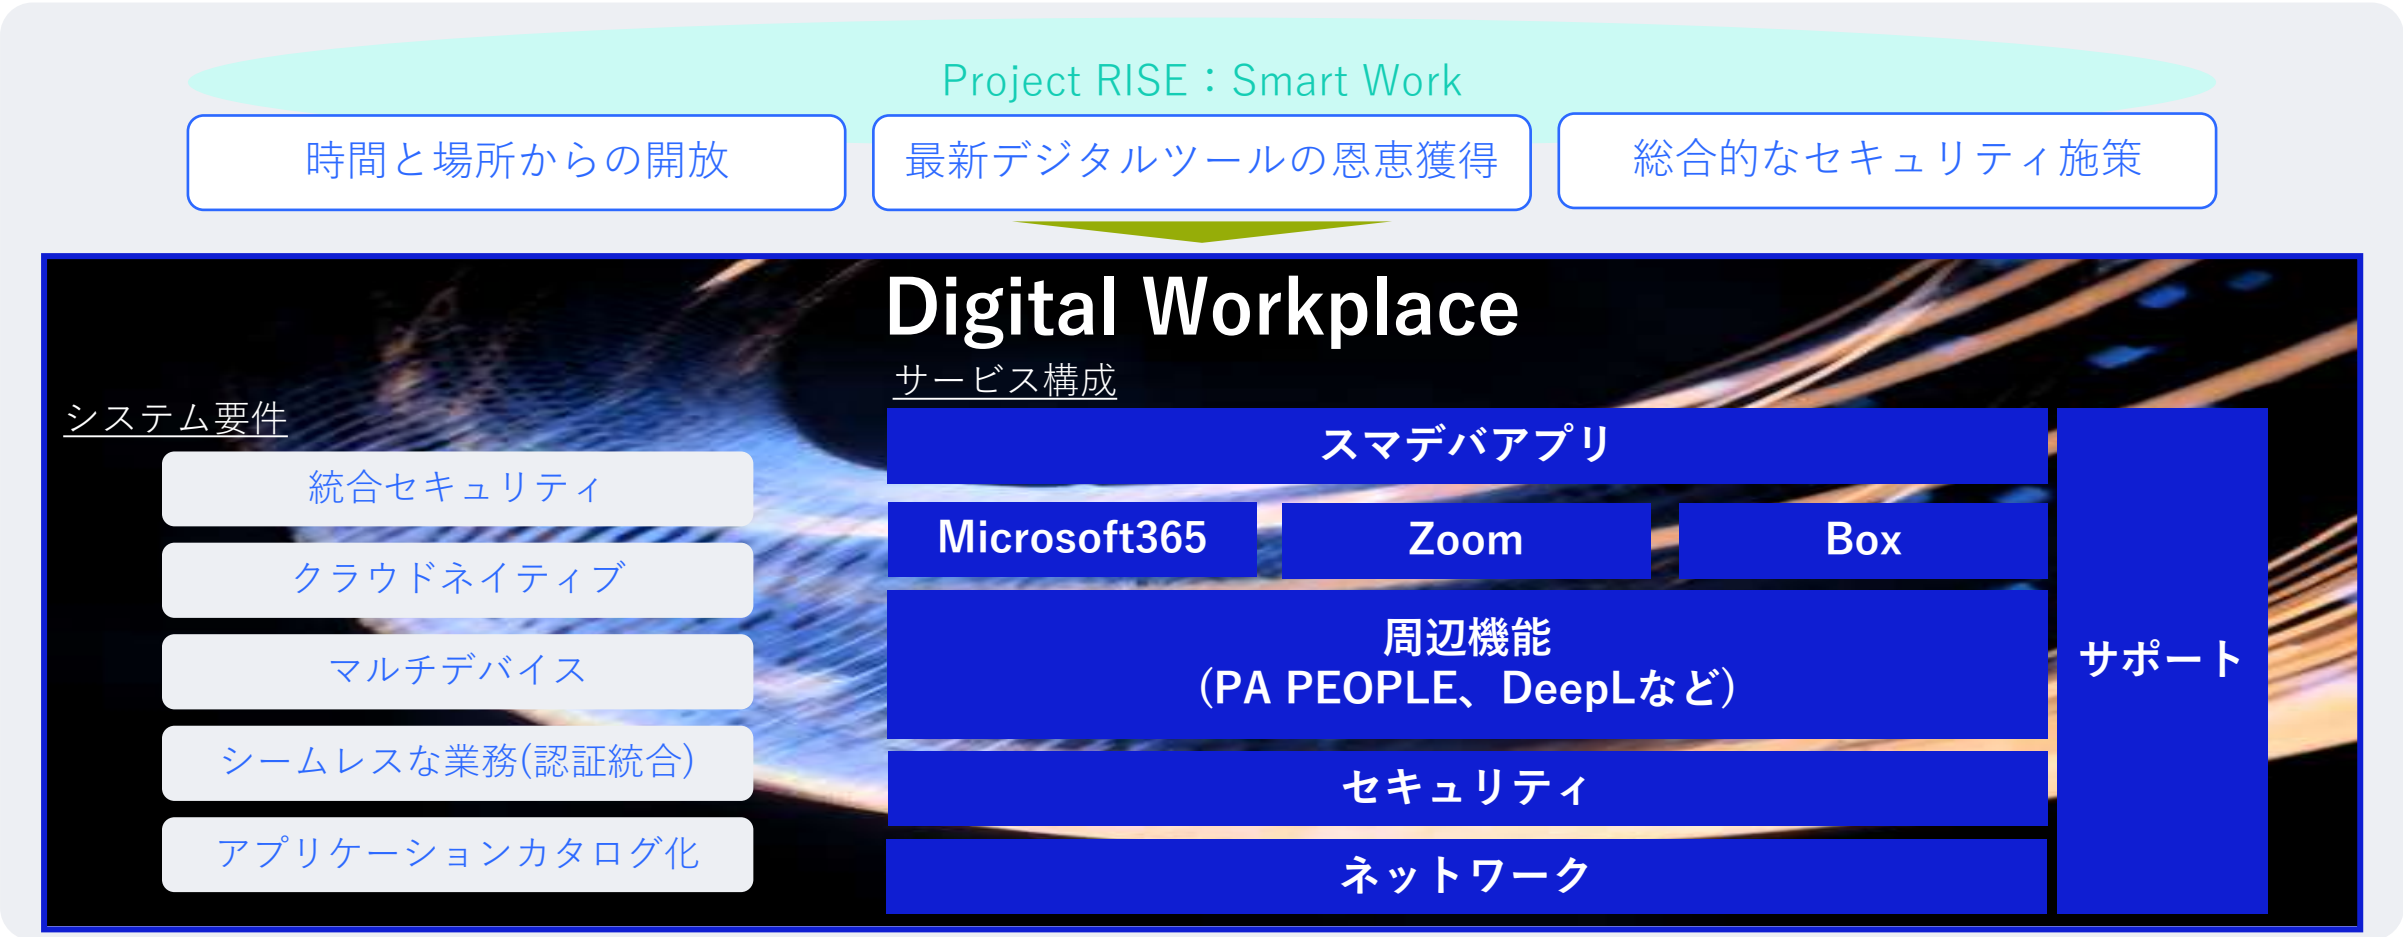 Project RISE：Smart Work
時間と場所からの開放
最新デジタルツールの恩恵獲得
総合的なセキュリティ施策
Digital Workplace
システム要件
統合セキュリティ
クラウドネイティブ
マルチデバイス
シームレスな業務(認証統合)
アプリケーションカタログ化
サービス構成
スマデバアプリ
Microsoft365
Zoom
Box
周辺機能
(PA PEOPLE、DeepLなど)
セキュリティ
ネットワーク
サポート